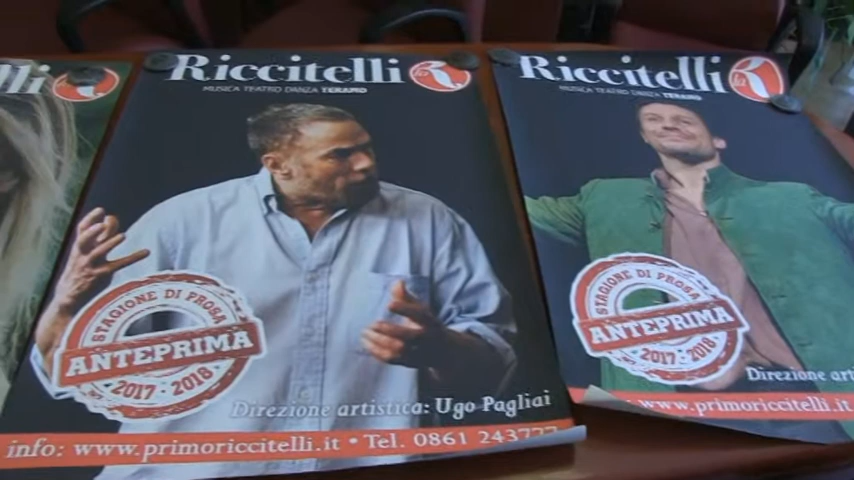 lli
Riccitelli
MUSICA TEATRO DANZA TERAMO
STAGIONE DI PROSA
ANTEPRIMA
2017 - 2018
Direzione artistica: Ugo Pagliai
info: www.primoriccitelli.it • Tel. 0861 243777
Riccitelli
MUSICA TEATRO DANZA TERAMO
STAGIONE DI PROSA
ANTEPRIMA
2017 - 2018
Direzione art
www.primoriccitelli.it